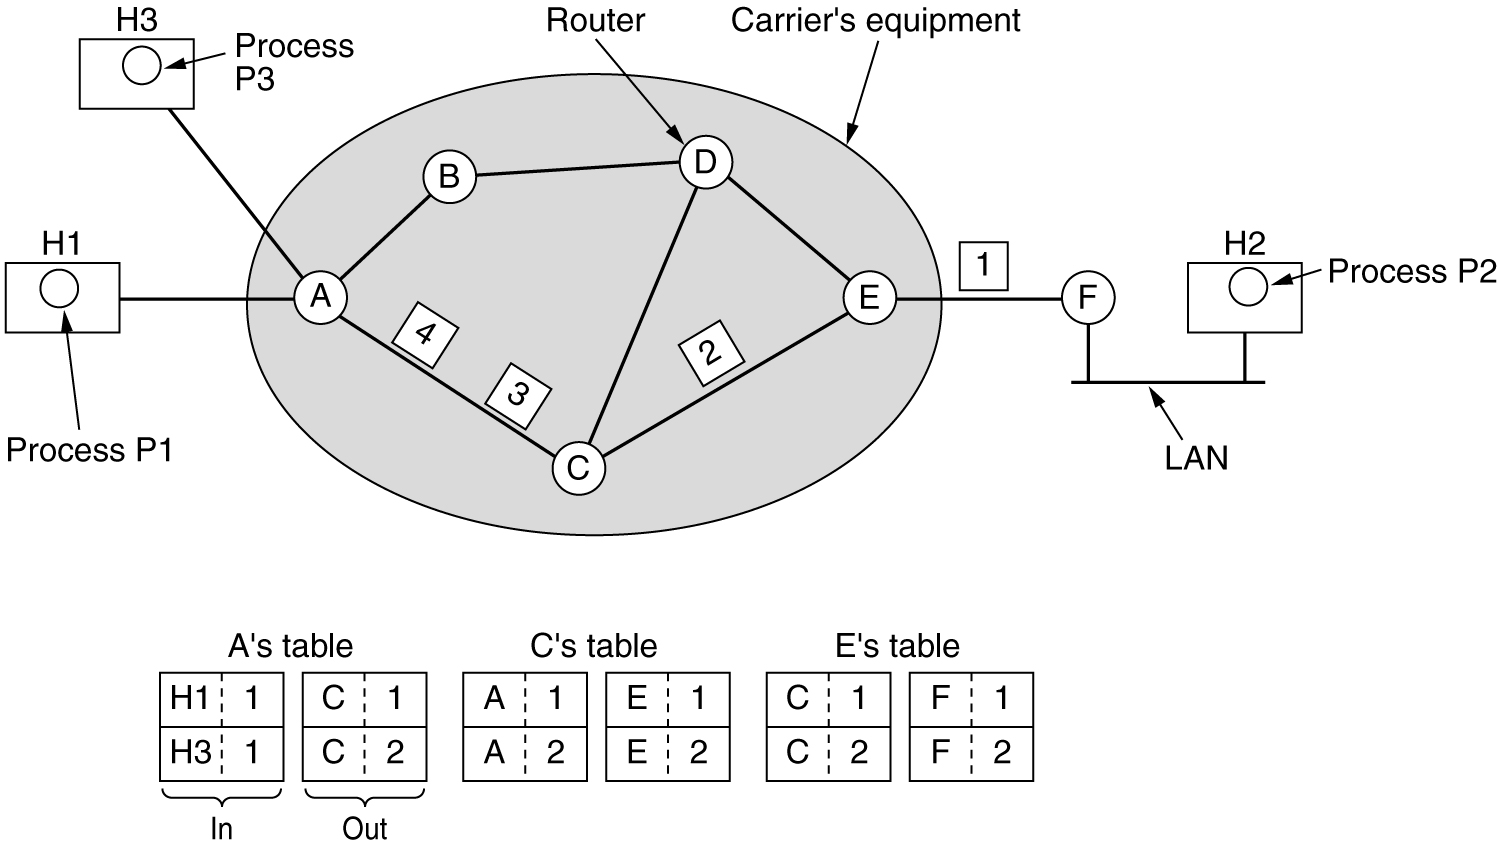 H3
Router
Carrier's equipment
Process
P3
B
D
H1
H2
1
Process P2
A
E
F
4
3
2
Process P1
C
LAN
A's table
C's table
E's table
H1 1 C 1 A 1 E 1 C 1 F 1
H3 1 C 2 A 2 E 2 C 2 F 2
In
Out